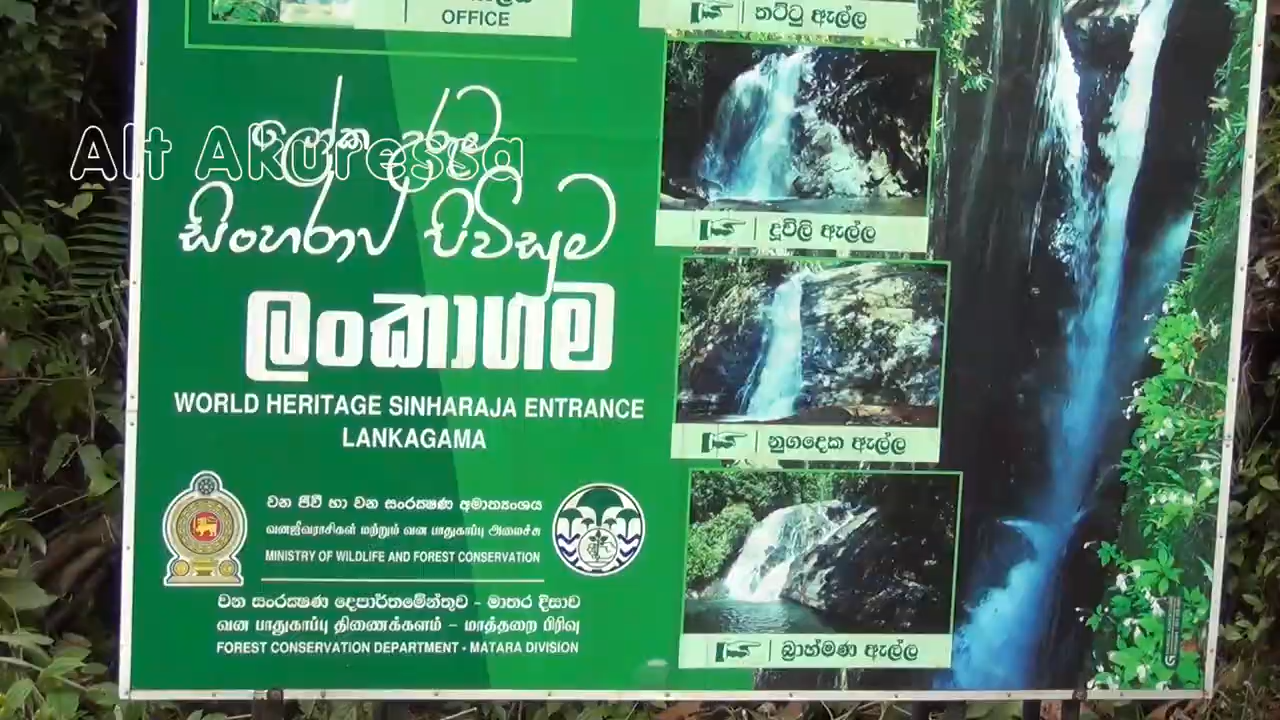 OFFICE
තට්ටු ඇල්ල
Alt Akuressa
ලෝක උරුම
සිංහරාජ පිවිසුම
ලංකාගම
WORLD HERITAGE SINHARAJA ENTRANCE
LANKAGAMA
වන ජීවී හා වන සංරක්ෂණ අමාත්‍යංශය
வனஜீவராசிகள் மற்றும் வன பாதுகாப்பு அமைச்சு
MINISTRY OF WILDLIFE AND FOREST CONSERVATION
වන සංරක්ෂණ දෙපාර්තමේන්තුව - මාතර දිසාව
வன பாதுகாப்பு திணைக்களம் - மாத்தறை பிரிவு
FOREST CONSERVATION DEPARTMENT - MATARA DIVISION
දූවිලි ඇල්ල
නුගදෙක ඇල්ල
බ්‍රාහ්මණ ඇල්ල